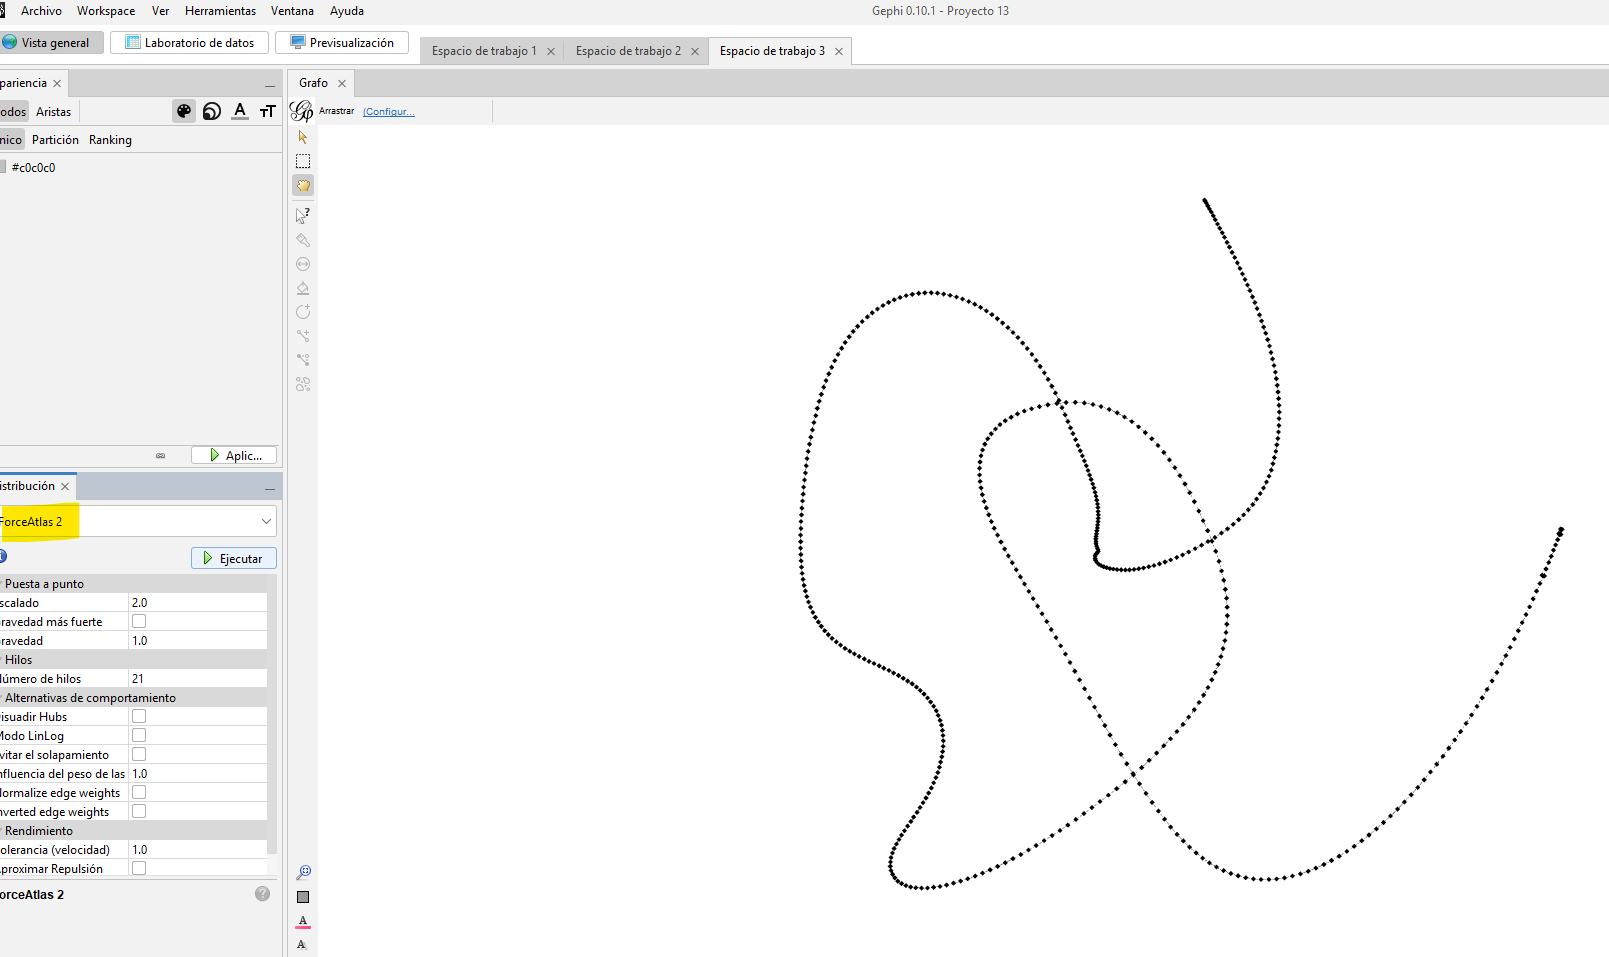 Archivo Workspace Ver Herramientas Ventana Ayuda Gephi 0.10.1 - Proyecto 13
Vista general Laboratorio de datos Previsualización
Espacio de trabajo 1 Espacio de trabajo 2 Espacio de trabajo 3
pariencia Grafo
odos Aristas A TT
Arrastrar (Configur...
nico Partición Ranking
#c0c0c0
Aplic...
istribución
ForceAtlas 2
Ejecutar
Puesta a punto
scalado 2.0
ravedad más fuerte
ravedad 1.0
Hilos
úmero de hilos 21
Alternativas de comportamiento
isuadir Hubs
Modo LinLog
vitar el solapamiento
nfluencia del peso de las 1.0
ormalize edge weights
nverted edge weights
Rendimiento
olerancia (velocidad) 1.0
proximar Repulsión
orceAtlas 2 ?
A
A